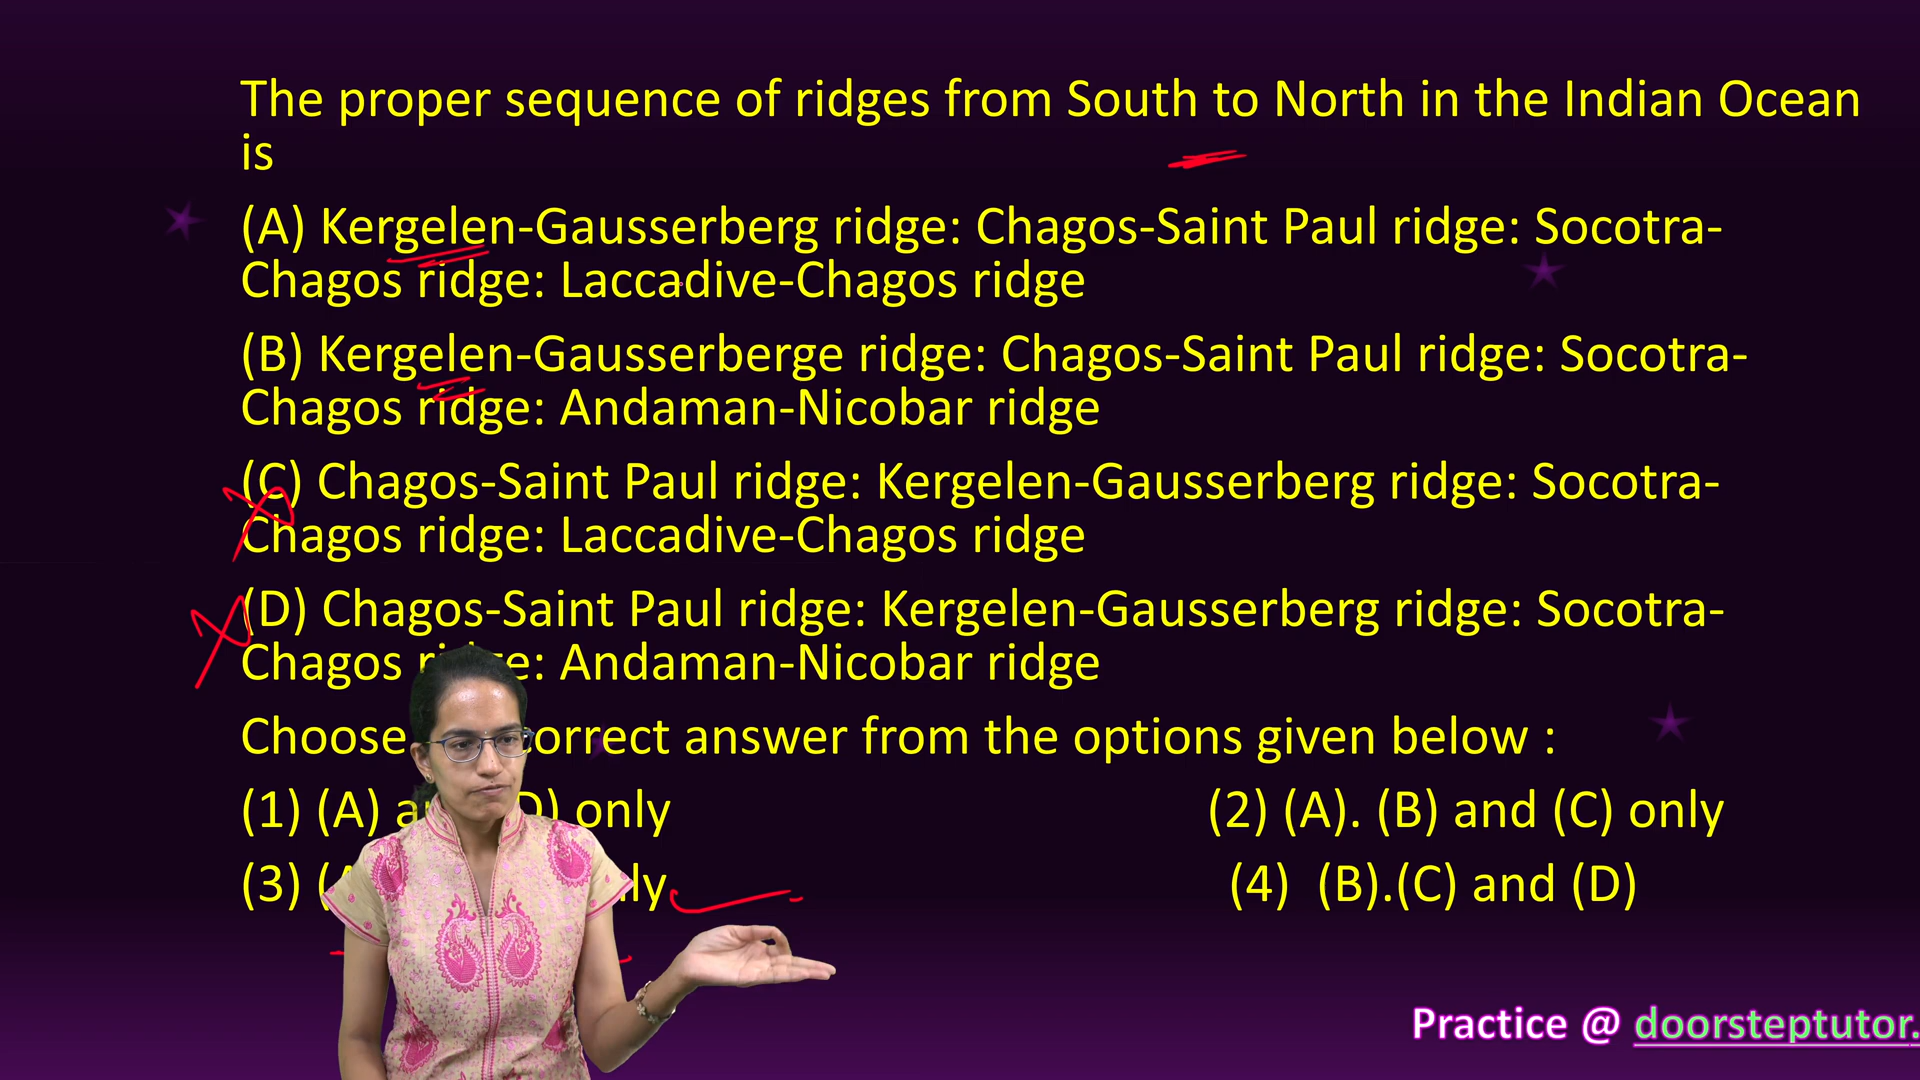 The proper sequence of ridges from South to North in the Indian Ocean
is
(A) Kergelen-Gausserberg ridge: Chagos-Saint Paul ridge: Socotra-
Chagos ridge: Laccadive-Chagos ridge
(B) Kergelen-Gausserberge ridge: Chagos-Saint Paul ridge: Socotra-
Chagos ridge: Andaman-Nicobar ridge
(C) Chagos-Saint Paul ridge: Kergelen-Gausserberg ridge: Socotra-
Chagos ridge: Laccadive-Chagos ridge
(D) Chagos-Saint Paul ridge: Kergelen-Gausserberg ridge: Socotra-
Chagos ridge: Andaman-Nicobar ridge
Choose correct answer from the options given below :
(1) (A) D) only (2) (A). (B) and (C) only
(3) (4) (B).(C) and (D)
Practice @ doorsteptutor.